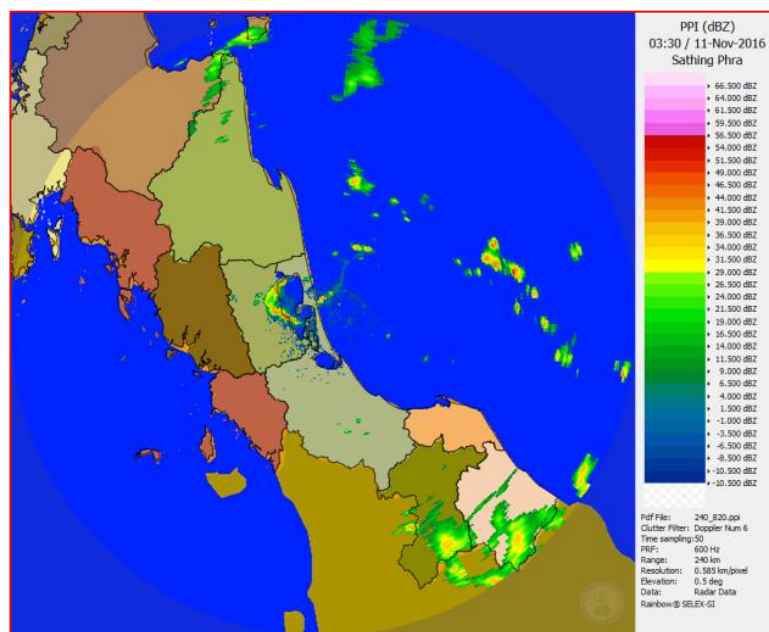 PPI (dBZ)
03:30 / 11-Nov-2016
Sathing Phra
66.500 dBZ
64.000 dBZ
61.500 dBZ
59.500 dBZ
56.500 dBZ
54.000 dBZ
51.500 dBZ
49.000 dBZ
46.500 dBZ
44.000 dBZ
41.500 dBZ
39.000 dBZ
36.500 dBZ
34.000 dBZ
31.500 dBZ
29.000 dBZ
26.500 dBZ
24.000 dBZ
21.500 dBZ
19.000 dBZ
16.500 dBZ
14.000 dBZ
11.500 dBZ
9.000 dBZ
6.500 dBZ
4.000 dBZ
1.500 dBZ
-1.000 dBZ
-3.500 dBZ
-5.500 dBZ
-8.000 dBZ
-10.500 dBZ
-10.500 dBZ
Pdf File: 240_820.ppi
Clutter Filter: Doppler Num 6
Time sampling:50
PRF: 600 Hz
Range: 240 km
Resolution: 0.585 km/pixel
Elevation: 0.5 deg
Data: Radar Data
Rainbow® SELEX-SI